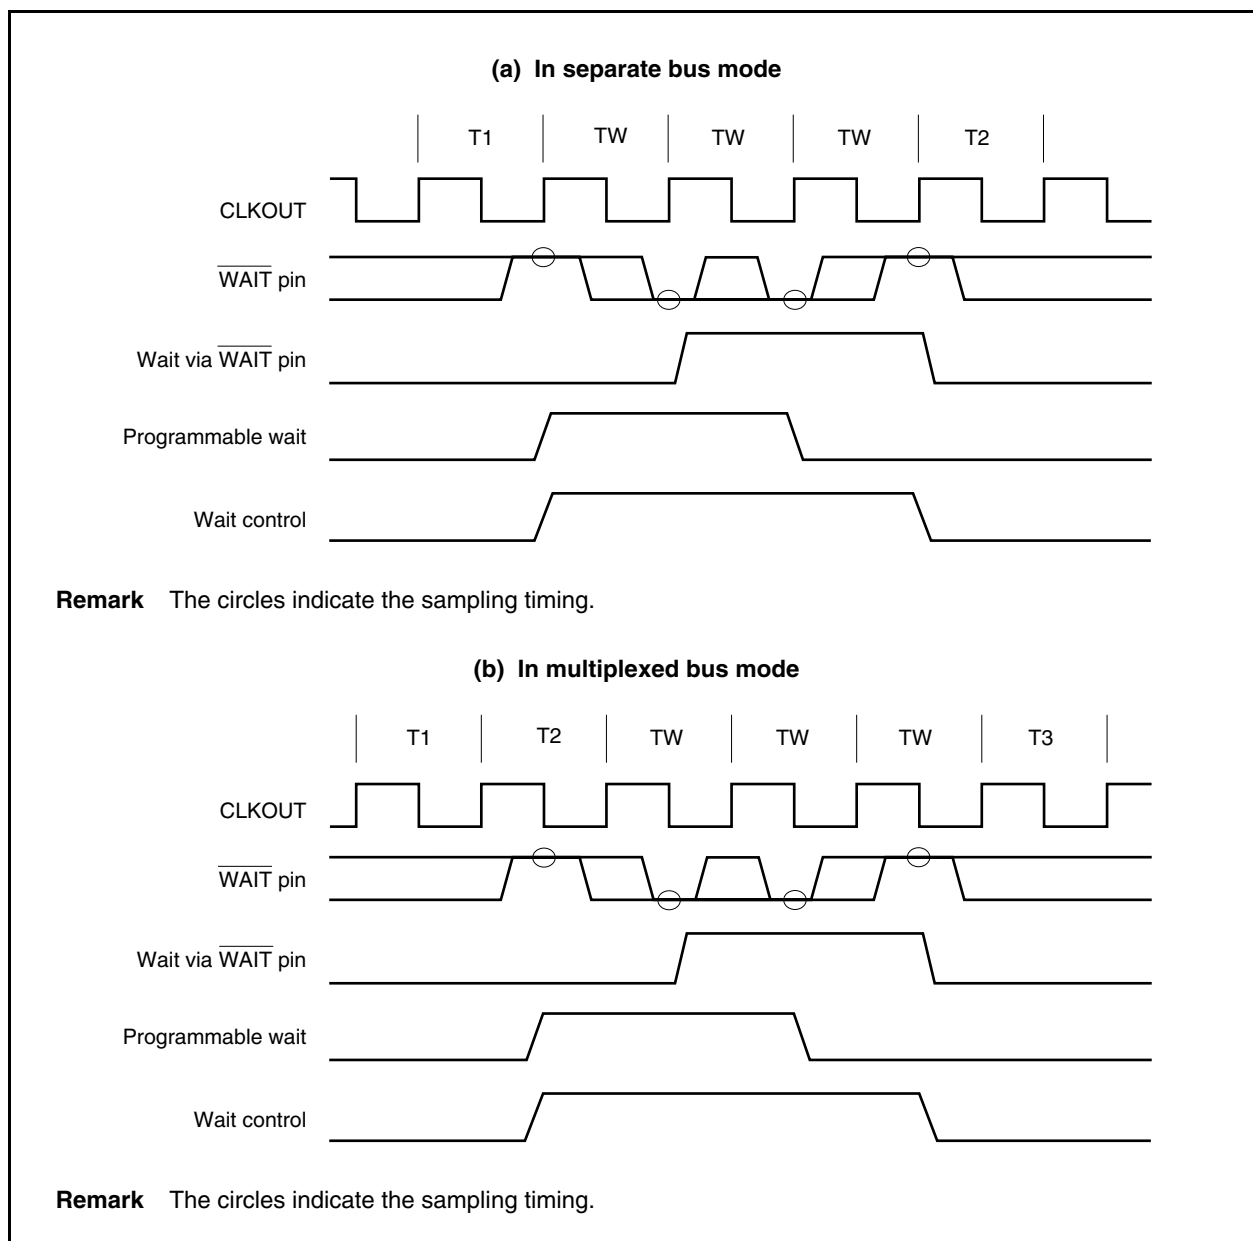 (a) In separate bus mode
T1 TW TW TW T2
CLKOUT
WAIT pin
Wait via WAIT pin
Programmable wait
Wait control
Remark The circles indicate the sampling timing.
(b) In multiplexed bus mode
T1 T2 TW TW TW T3
CLKOUT
WAIT pin
Wait via WAIT pin
Programmable wait
Wait control
Remark The circles indicate the sampling timing.